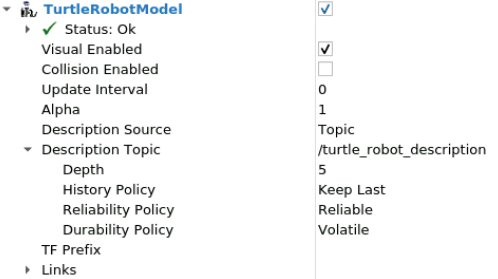 TurtleRobotModel
Status: Ok
Visual Enabled
Collision Enabled
Update Interval 0
Alpha 1
Description Source Topic
Description Topic /turtle_robot_description
Depth 5
History Policy Keep Last
Reliability Policy Reliable
Durability Policy Volatile
TF Prefix
Links